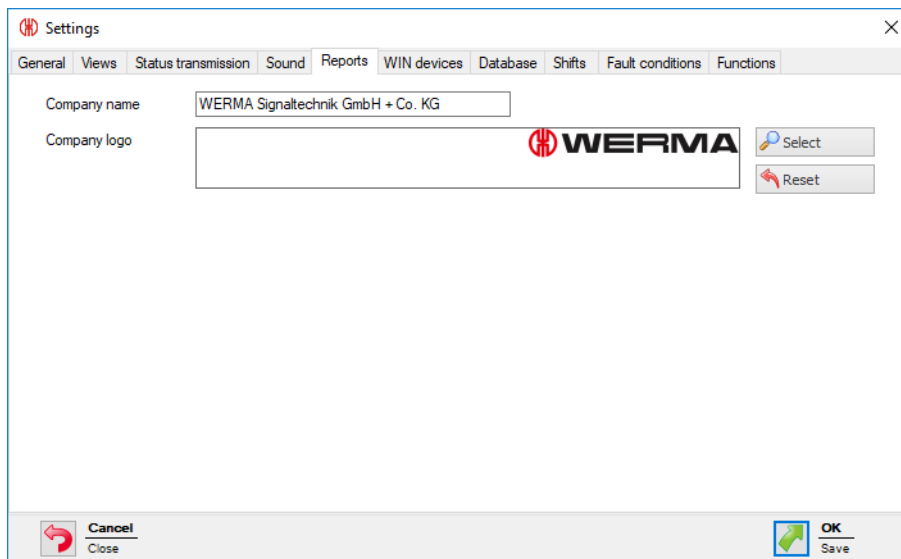 Settings
General Views Status transmission Sound Reports WIN devices Database Shifts Fault conditions Functions
Company name WERMA Signaltechnik GmbH + Co. KG
Company logo WERMA Select
Reset
Cancel
Close
OK
Save